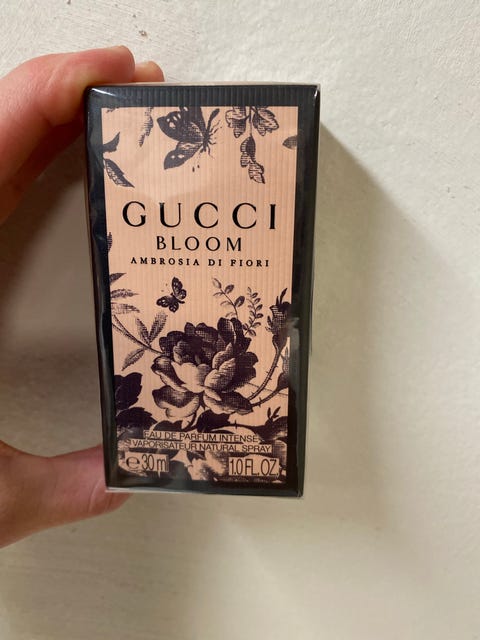 GUCCI
BLOOM
AMBROSIA DI FIORI
EAU DE PARFUM INTENSE
VAPORISATEUR NATURAL SPRAY
℮ 30 ml 1.0 FL.OZ.